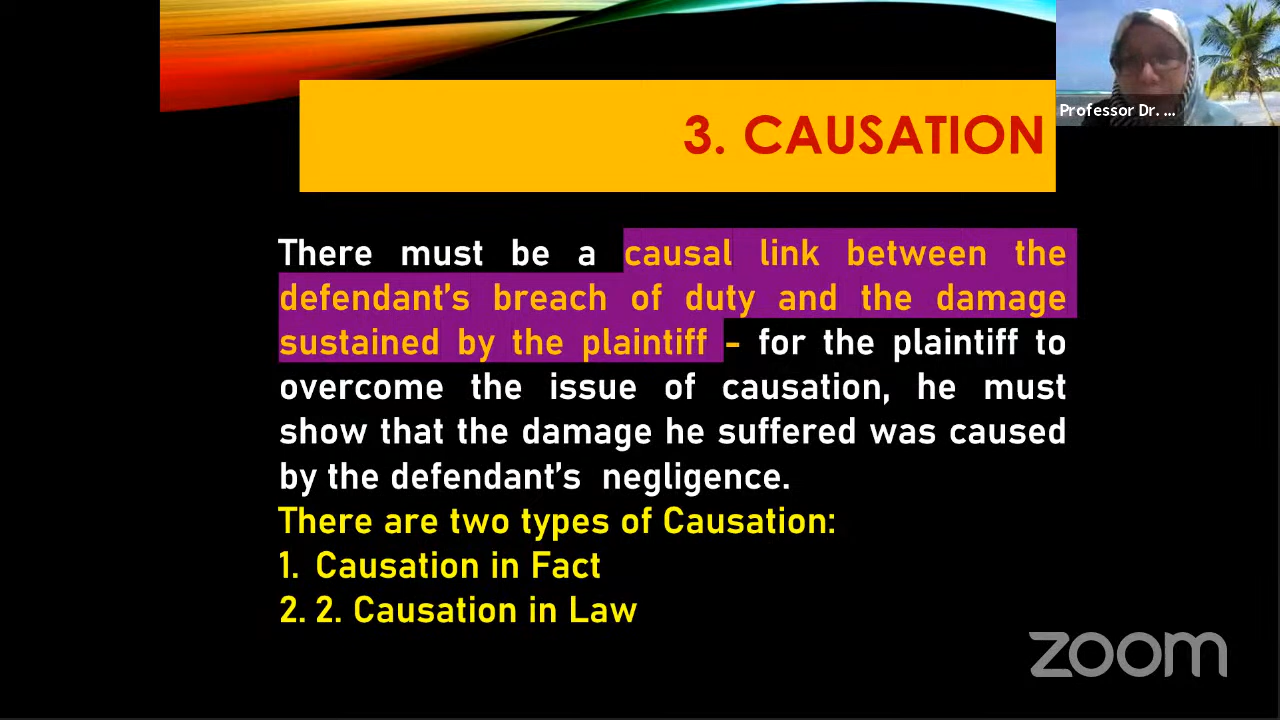 3. CAUSATION
Professor Dr. ...
There must be a causal link between the
defendant's breach of duty and the damage
sustained by the plaintiff - for the plaintiff to
overcome the issue of causation, he must
show that the damage he suffered was caused
by the defendant's negligence.
There are two types of Causation:
1. Causation in Fact
2. 2. Causation in Law
zoom